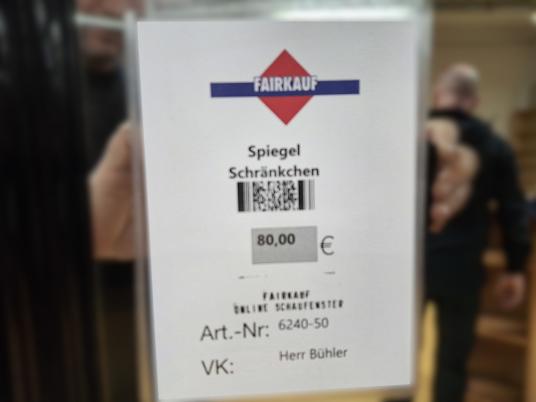 FAIRKAUF
Spiegel
Schränkchen
80,00 €
FAIRKAUF
ONLINE SCHAUFENSTER
Art.-Nr: 6240-50
VK: Herr Bühler